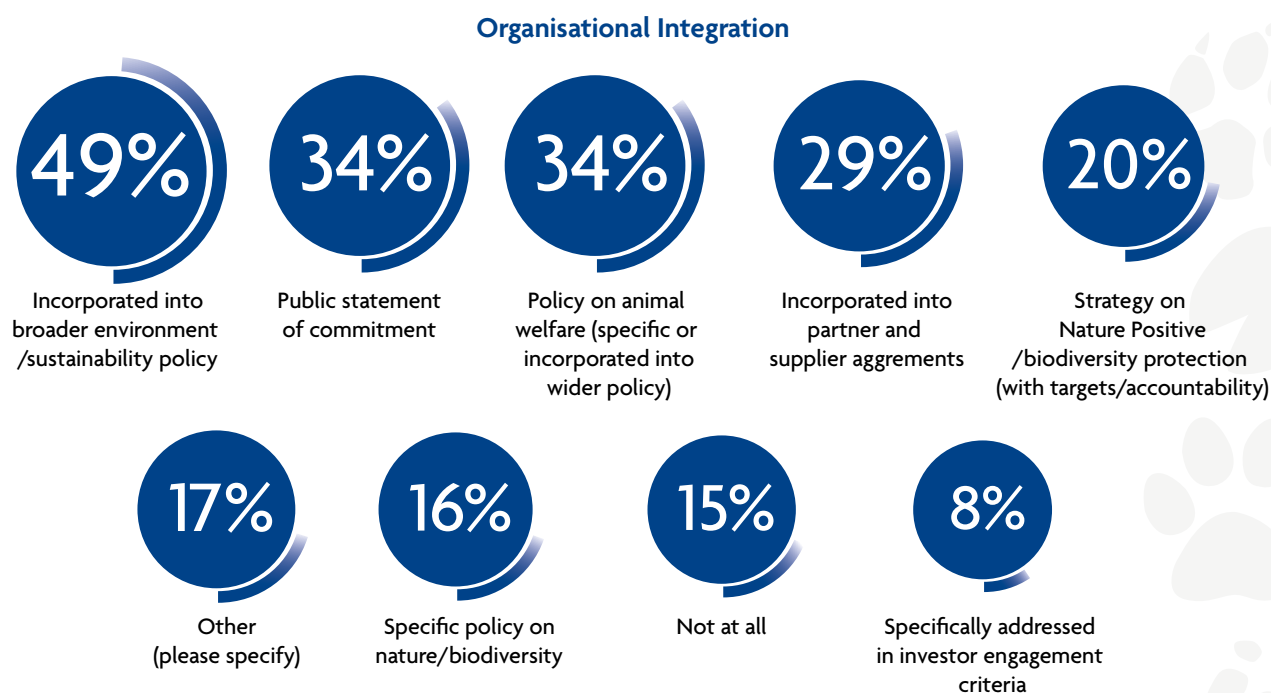 Organisational Integration
49%
34%
34%
29%
20%
Incorporated into
broader environment
/sustainability policy
Public statement
of commitment
Policy on animal
welfare (specific or
incorporated into
wider policy)
Incorporated into
partner and
supplier aggrements
Strategy on
Nature Positive
/biodiversity protection
(with targets/accountability)
17%
16%
15%
8%
Other
(please specify)
Specific policy on
nature/biodiversity
Not at all
Specifically addressed
in investor engagement
criteria